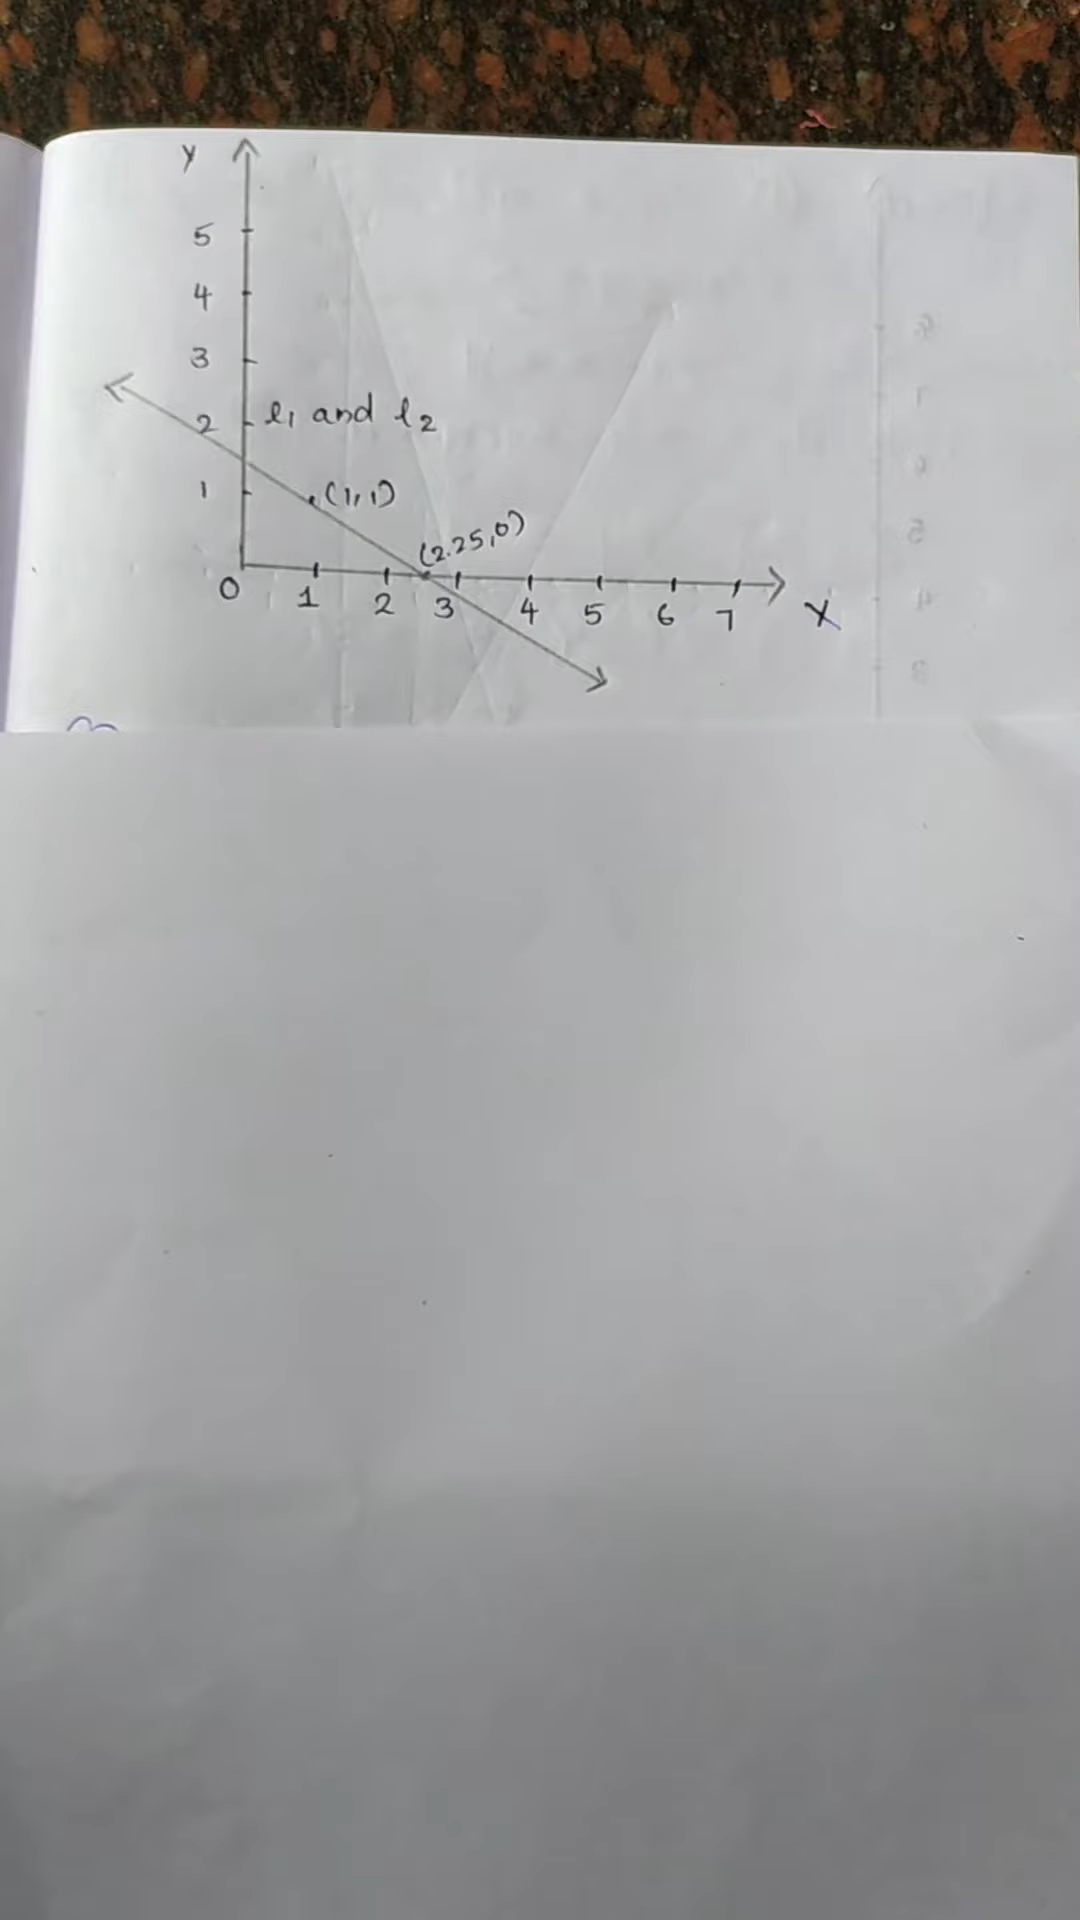 Y
5
4
3
2 l₁ and l₂
1 (1,1)
(2.25,0)
0 1 2 3 4 5 6 7 X